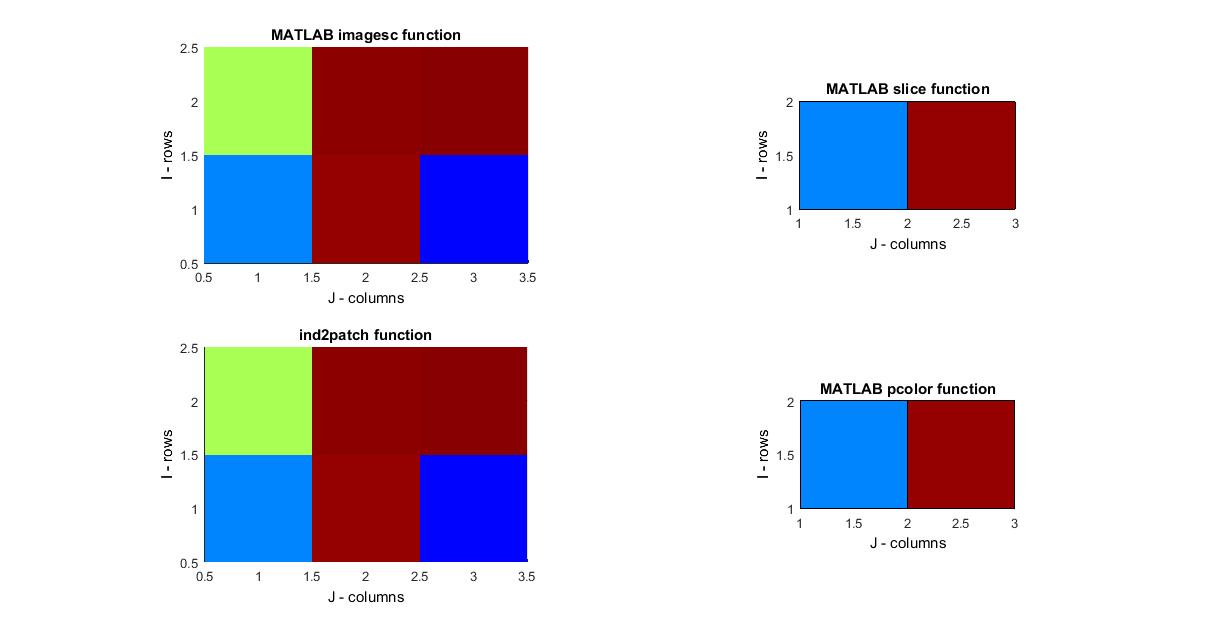 MATLAB imagesc function
2.5
2
1.5
1
0.5
I - rows
0.5 1 1.5 2 2.5 3 3.5
J - columns
MATLAB slice function
2
1.5
1
I - rows
1 1.5 2 2.5 3
J - columns
ind2patch function
2.5
2
1.5
1
0.5
I - rows
0.5 1 1.5 2 2.5 3 3.5
J - columns
MATLAB pcolor function
2
1.5
1
I - rows
1 1.5 2 2.5 3
J - columns